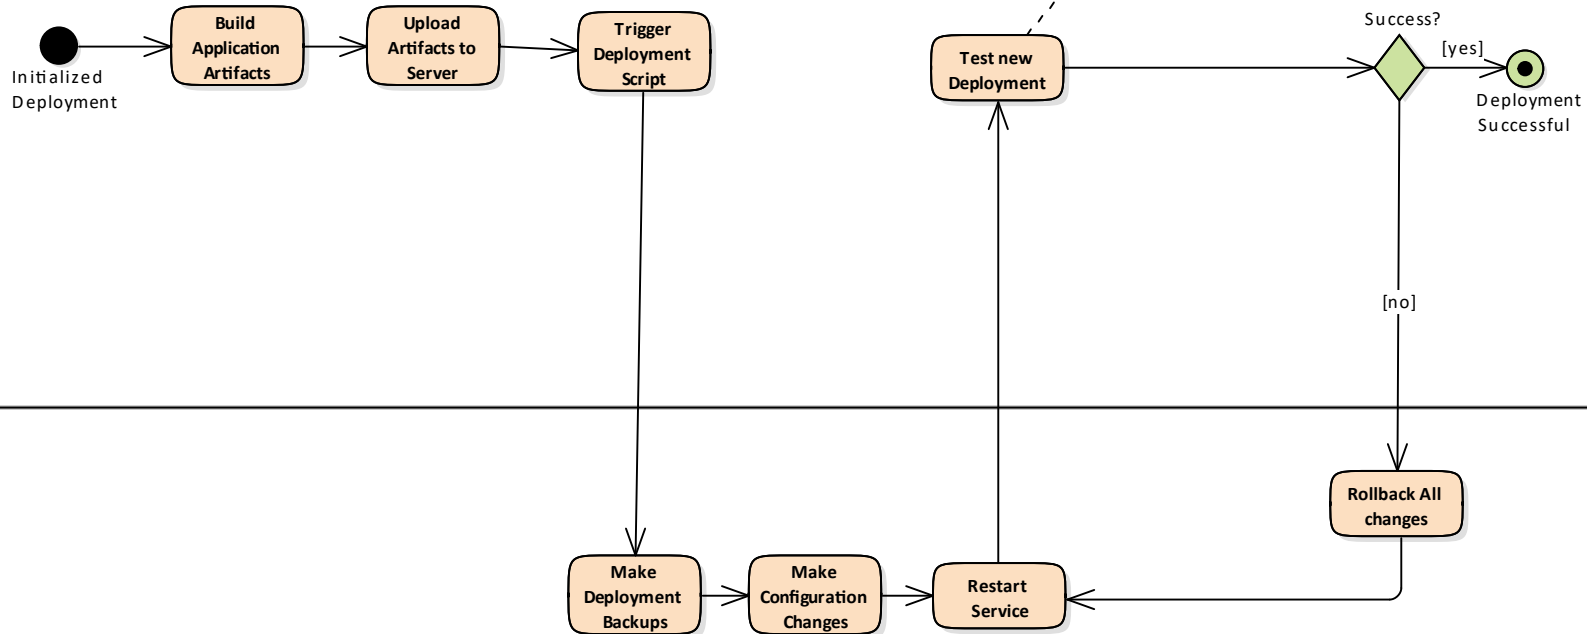 Initialized
Deployment
Build
Application
Artifacts
Upload
Artifacts to
Server
Trigger
Deployment
Script
Test new
Deployment
Success?
[yes]
Deployment
Successful
[no]
Rollback All
changes
Make
Deployment
Backups
Make
Configuration
Changes
Restart
Service